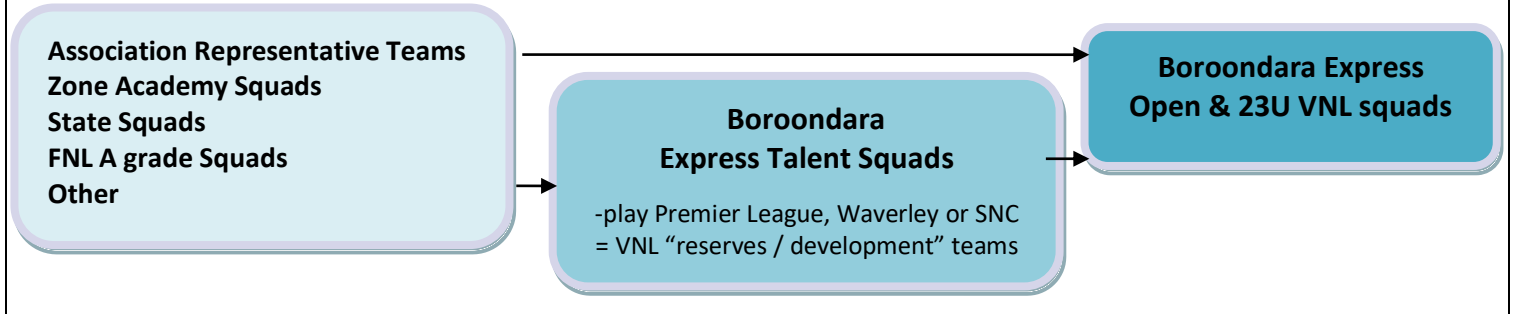 Association Representative Teams
Zone Academy Squads
State Squads
FNL A grade Squads
Other
Boroondara
Express Talent Squads
-play Premier League, Waverley or SNC
= VNL “reserves / development” teams
Boroondara Express
Open & 23U VNL squads